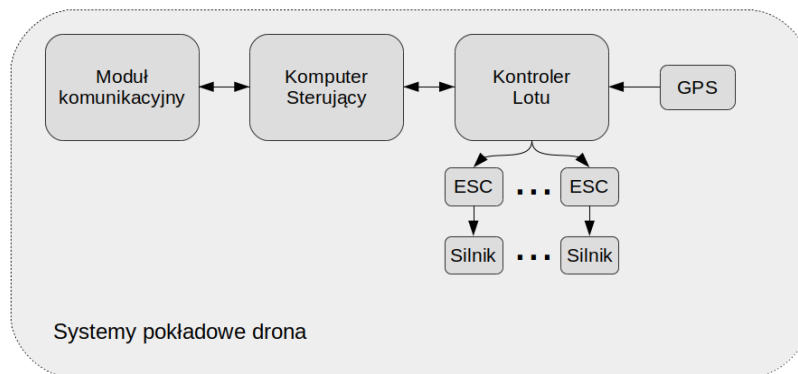 Moduł
komunikacyjny
Komputer
Sterujący
Kontroler
Lotu
GPS
ESC ... ESC
Silnik ... Silnik
Systemy pokładowe drona